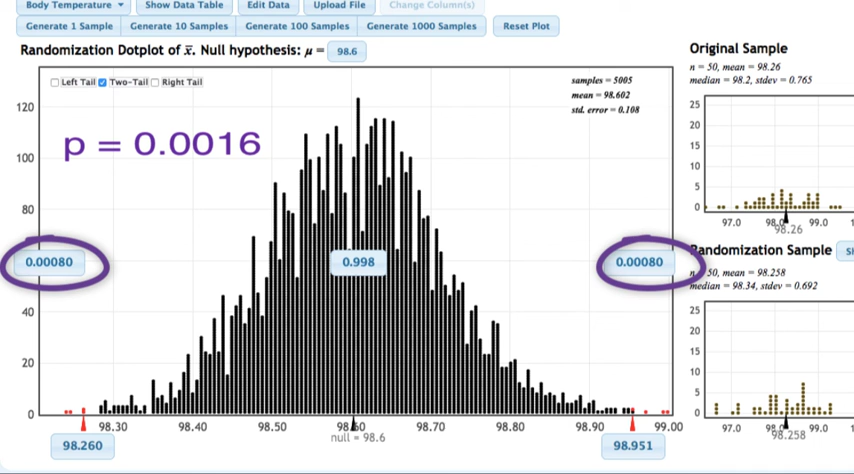 Body Temperature Show Data Table Edit Data Upload File Change Column(s)
Generate 1 Sample Generate 10 Samples Generate 100 Samples Generate 1000 Samples Reset Plot
Randomization Dotplot of x̄. Null hypothesis: μ = 98.6
Left Tail Two-Tail Right Tail
samples = 5005
mean = 98.602
std. error = 0.108
p = 0.0016
120
100
80
40
20
0
0.00080
0.998
0.00080
98.30 98.40 98.50 98.60 98.70 98.80 98.90 99.00
null = 98.6
98.260
98.951
Original Sample
n = 50, mean = 98.26
median = 98.2, stdev = 0.765
25
20
15
10
5
0
97.0 98.0 99.0
98.26
Randomization Sample
n = 50, mean = 98.258
median = 98.34, stdev = 0.692
25
20
15
10
5
0
97.0 98.0 99.0
98.258